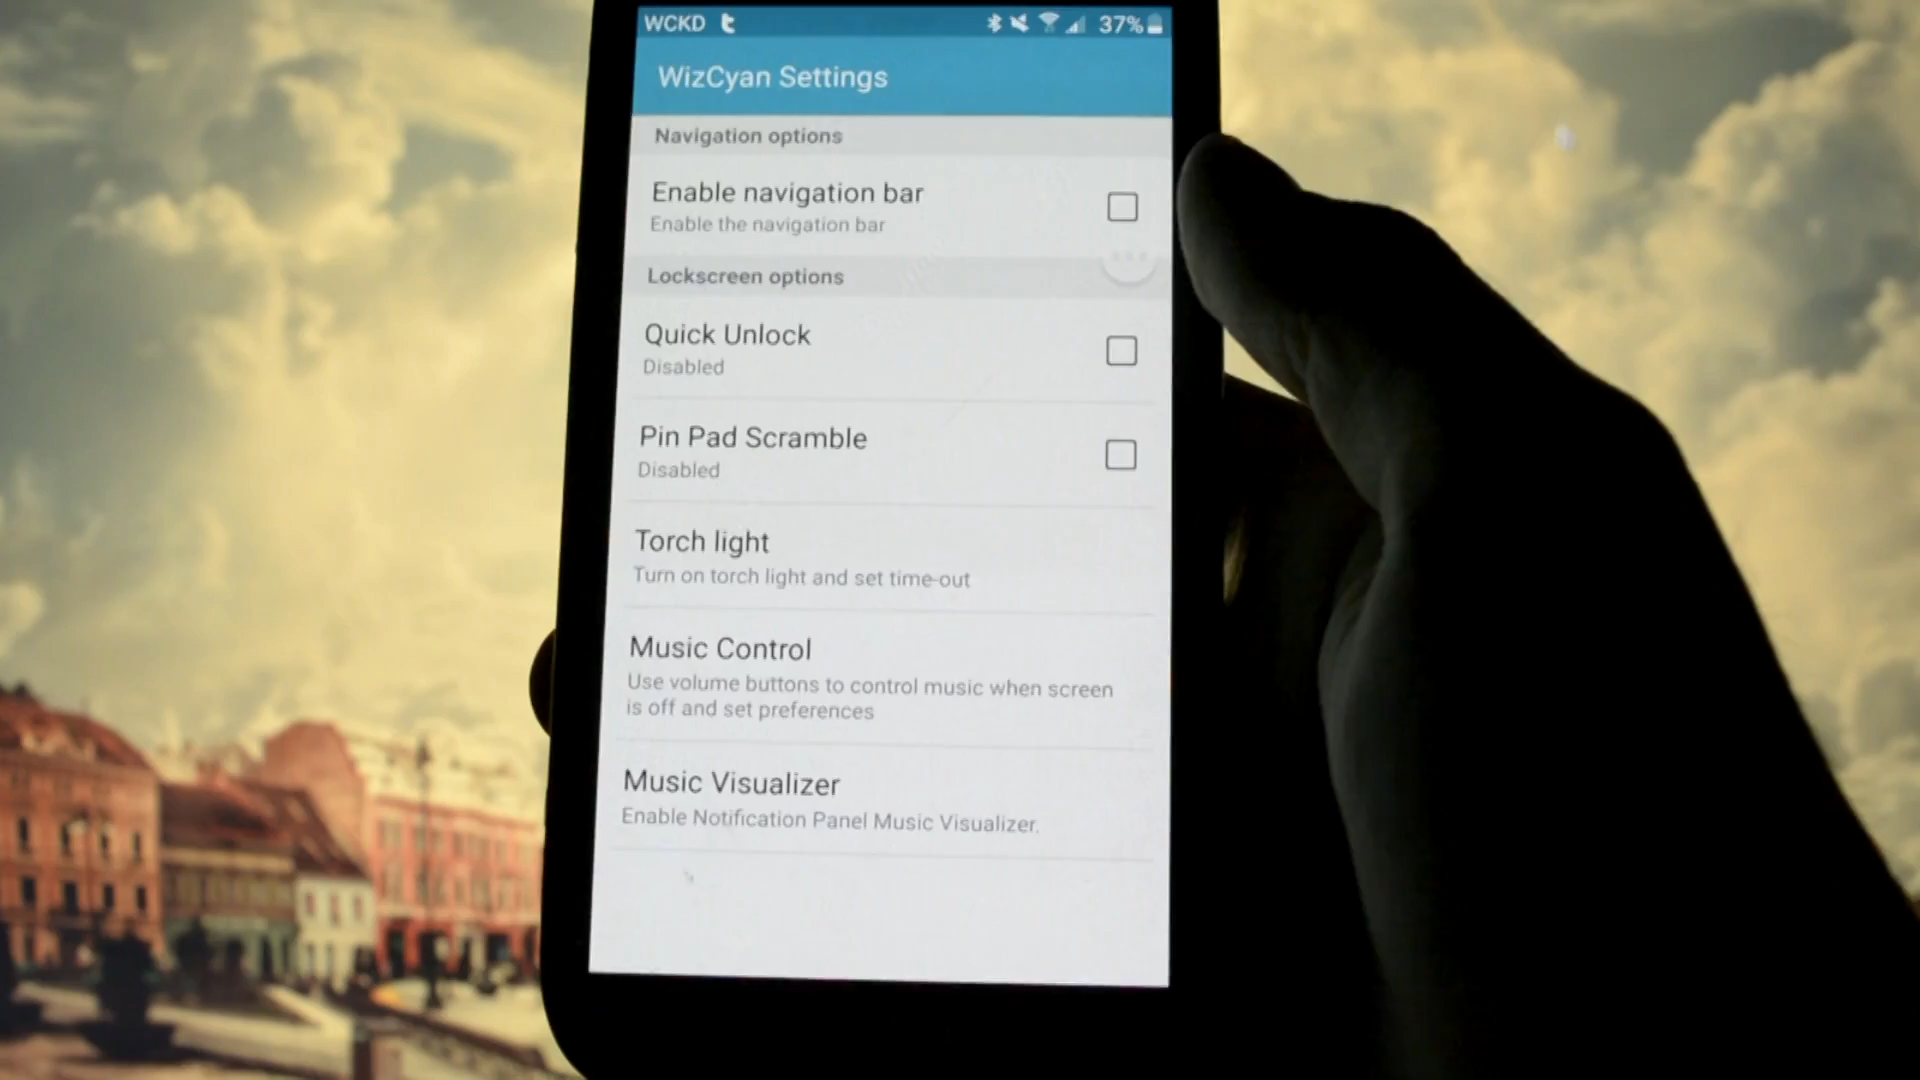 WCKD 37%
WizCyan Settings
Navigation options
Enable navigation bar
Enable the navigation bar
Lockscreen options
Quick Unlock
Disabled
Pin Pad Scramble
Disabled
Torch light
Turn on torch light and set time-out
Music Control
Use volume buttons to control music when screen
is off and set preferences
Music Visualizer
Enable Notification Panel Music Visualizer.